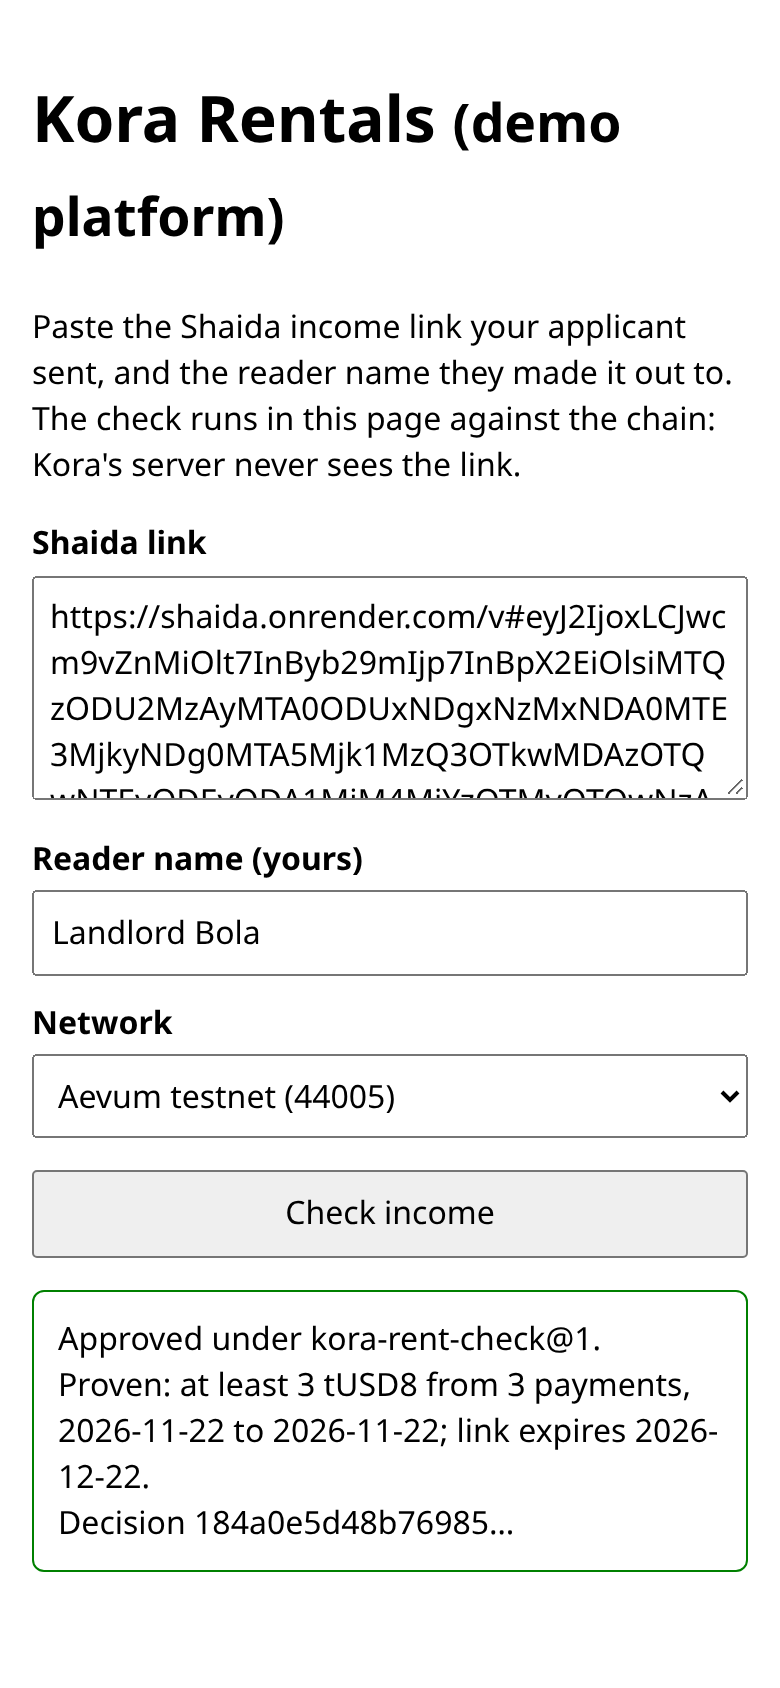 Kora Rentals (demo
platform)
Paste the Shaida income link your applicant
sent, and the reader name they made it out to.
The check runs in this page against the chain:
Kora's server never sees the link.
Shaida link
https://shaida.onrender.com/v#eyJ2IjoxLCJwc
m9vZnMiOlt7InByb29mIjp7InBpX2EiOlsiMTQ
zODU2MzAyMTA0ODUxNDgxNzMxNDA0MTE
3MjkyNDg0MTA5Mjk1MzQ3OTkwMDAzOTQ
Reader name (yours)
Landlord Bola
Network
Aevum testnet (44005)
Check income
Approved under kora-rent-check@1.
Proven: at least 3 tUSD8 from 3 payments,
2026-11-22 to 2026-11-22; link expires 2026-
12-22.
Decision 184a0e5d48b76985...